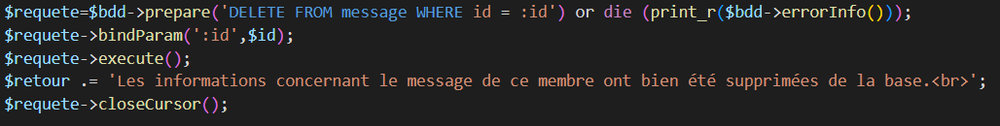 $requete=$bdd->prepare('DELETE FROM message WHERE id = :id') or die (print_r($bdd->errorInfo()));
$requete->bindParam(':id',$id);
$requete->execute();
$retour .= 'Les informations concernant le message de ce membre ont bien été supprimées de la base.<br>';
$requete->closeCursor();